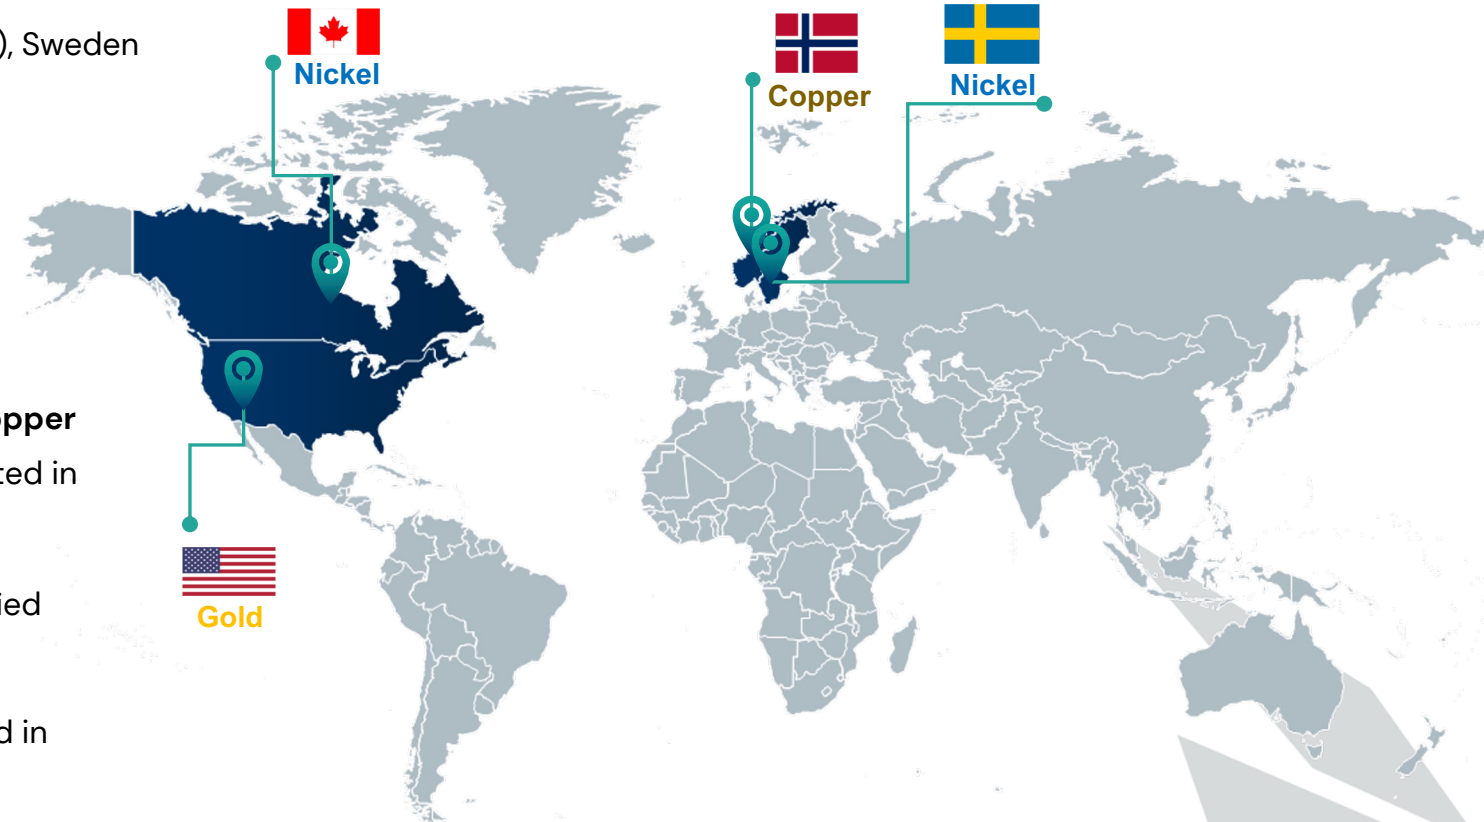 ), Sweden
Nickel
Copper
Nickel
pper
ted in
Gold
ied
d in